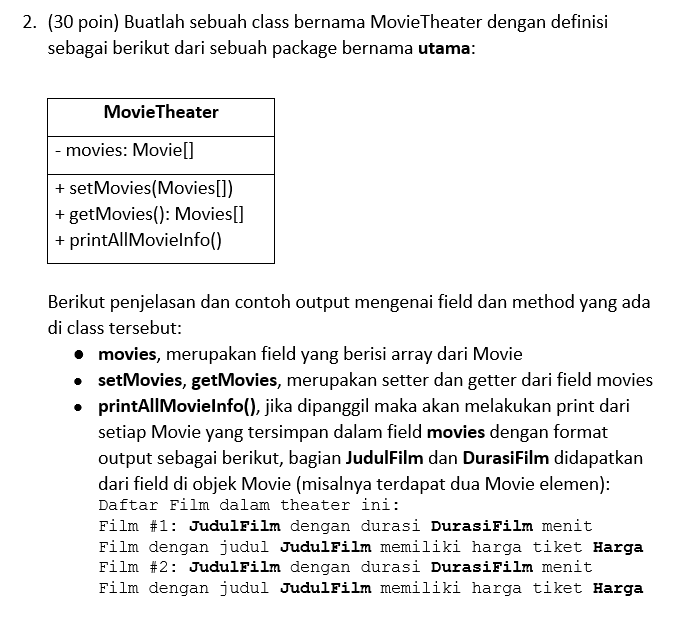 2. (30 poin) Buatlah sebuah class bernama MovieTheater dengan definisi
sebagai berikut dari sebuah package bernama utama:
MovieTheater
- movies: Movie[]
+ setMovies(Movies[])
+ getMovies(): Movies[]
+ printAllMovieInfo()
Berikut penjelasan dan contoh output mengenai field dan method yang ada
di class tersebut:
● movies, merupakan field yang berisi array dari Movie
• setMovies, getMovies, merupakan setter dan getter dari field movies
• printAllMovieInfo(), jika dipanggil maka akan melakukan print dari
setiap Movie yang tersimpan dalam field movies dengan format
output sebagai berikut, bagian JudulFilm dan DurasiFilm didapatkan
dari field di objek Movie (misalnya terdapat dua Movie elemen):
Daftar Film dalam theater ini:
Film #1: JudulFilm dengan durasi DurasiFilm menit
Film dengan judul JudulFilm memiliki harga tiket Harga
Film #2: JudulFilm dengan durasi DurasiFilm menit
Film dengan judul JudulFilm memiliki harga tiket Harga